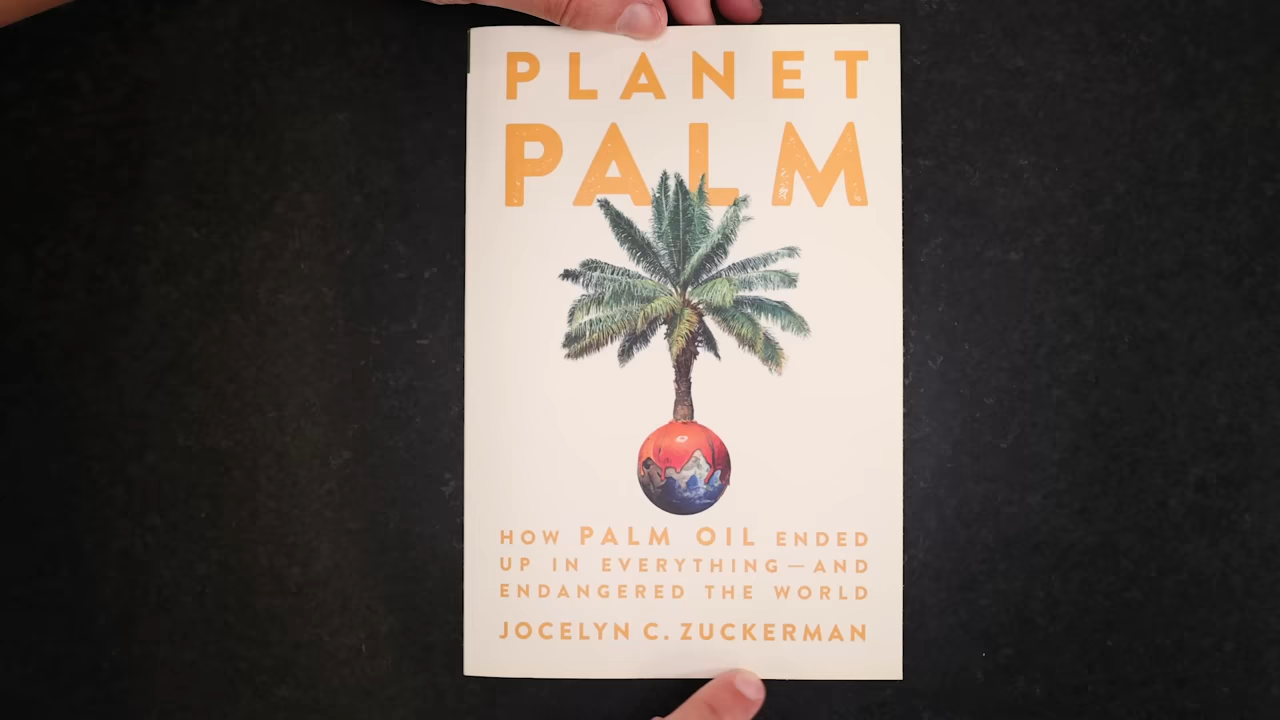 PLANET
PALM
HOW PALM OIL ENDED
UP IN EVERYTHING—AND
ENDANGERED THE WORLD
JOCELYN C. ZUCKERMAN